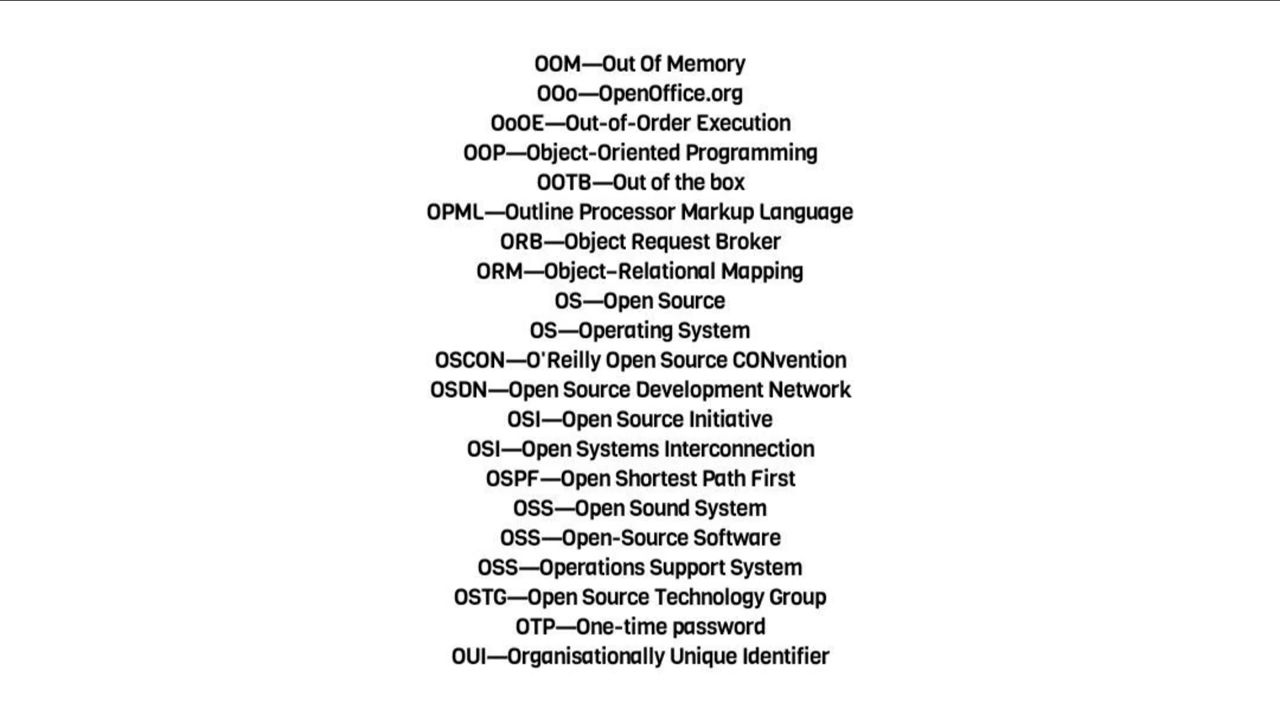 OOM—Out Of Memory
OOo—OpenOffice.org
OoOE—Out-of-Order Execution
OOP—Object-Oriented Programming
OOTB—Out of the box
OPML—Outline Processor Markup Language
ORB—Object Request Broker
ORM—Object–Relational Mapping
OS—Open Source
OS—Operating System
OSCON—O'Reilly Open Source CONvention
OSDN—Open Source Development Network
OSI—Open Source Initiative
OSI—Open Systems Interconnection
OSPF—Open Shortest Path First
OSS—Open Sound System
OSS—Open-Source Software
OSS—Operations Support System
OSTG—Open Source Technology Group
OTP—One-time password
OUI—Organisationally Unique Identifier